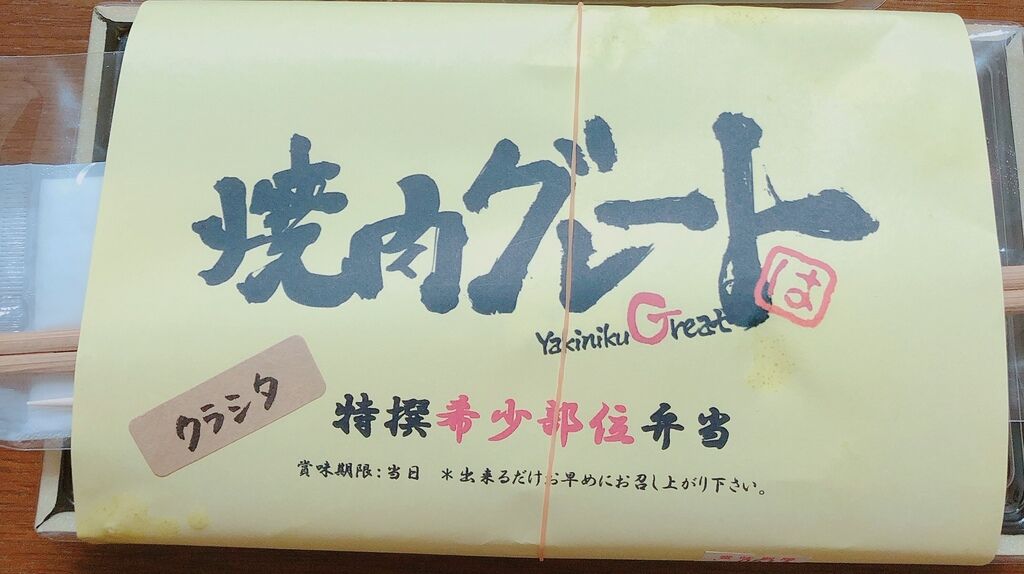 焼肉グレート
は
Yakiniku Great
クラシタ
特撰希少部位弁当
賞味期限：当日　＊出来るだけお早めにお召し上がり下さい。